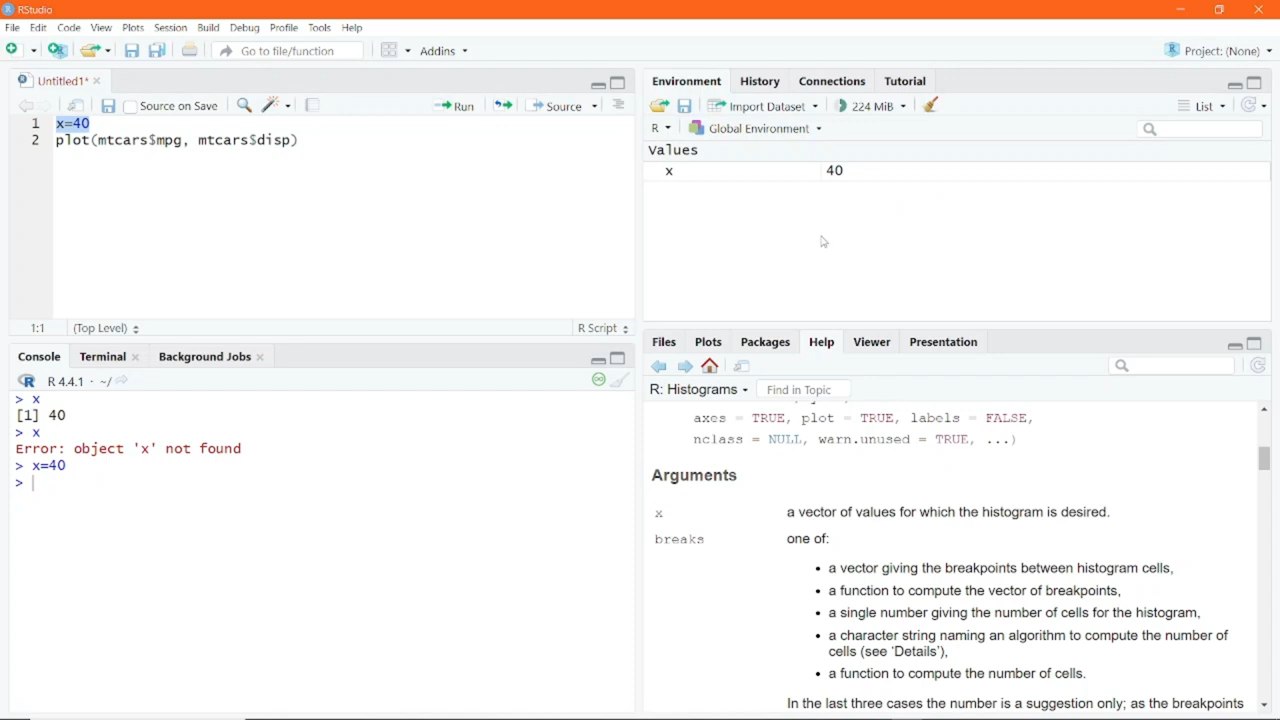 RStudio
File Edit Code View Plots Session Build Debug Profile Tools Help
Go to file/function Addins Project: (None)
Untitled1*
Source on Save Run Source
1 x=40
2 plot(mtcars$mpg, mtcars$disp)
1:1 (Top Level) R Script
Console Terminal Background Jobs
R 4.4.1 · ~/
> x
[1] 40
> x
Error: object 'x' not found
> x=40
>
Environment History Connections Tutorial
Import Dataset 224 MiB List
R Global Environment
Values
x 40
Files Plots Packages Help Viewer Presentation
R: Histograms Find in Topic
axes = TRUE, plot = TRUE, labels = FALSE,
nclass = NULL, warn.unused = TRUE, ...)
Arguments
x a vector of values for which the histogram is desired.
breaks one of:
• a vector giving the breakpoints between histogram cells,
• a function to compute the vector of breakpoints,
• a single number giving the number of cells for the histogram,
• a character string naming an algorithm to compute the number of
cells (see 'Details'),
• a function to compute the number of cells.
In the last three cases the number is a suggestion only; as the breakpoints